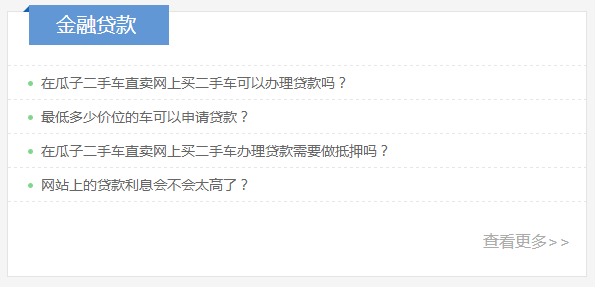 金融贷款
在瓜子二手车直卖网上买二手车可以办理贷款吗？
最低多少价位的车可以申请贷款？
在瓜子二手车直卖网上买二手车办理贷款需要做抵押吗？
网站上的贷款利息会不会太高了？
查看更多>>